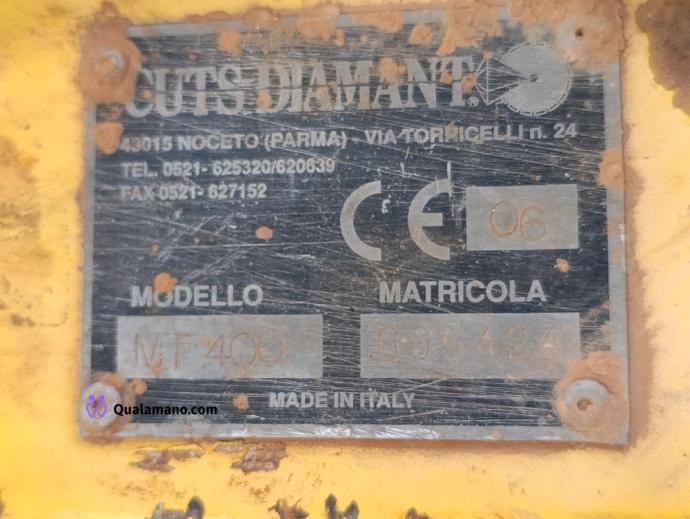 CUTS DIAMANT®
43015 NOCETO (PARMA) - VIA TORRICELLI n. 24
TEL. 0521- 625320/620639
FAX 0521- 627152
CE 06
MODELLO MATRICOLA
MF 400 005424
MADE IN ITALY
Qualamano.com